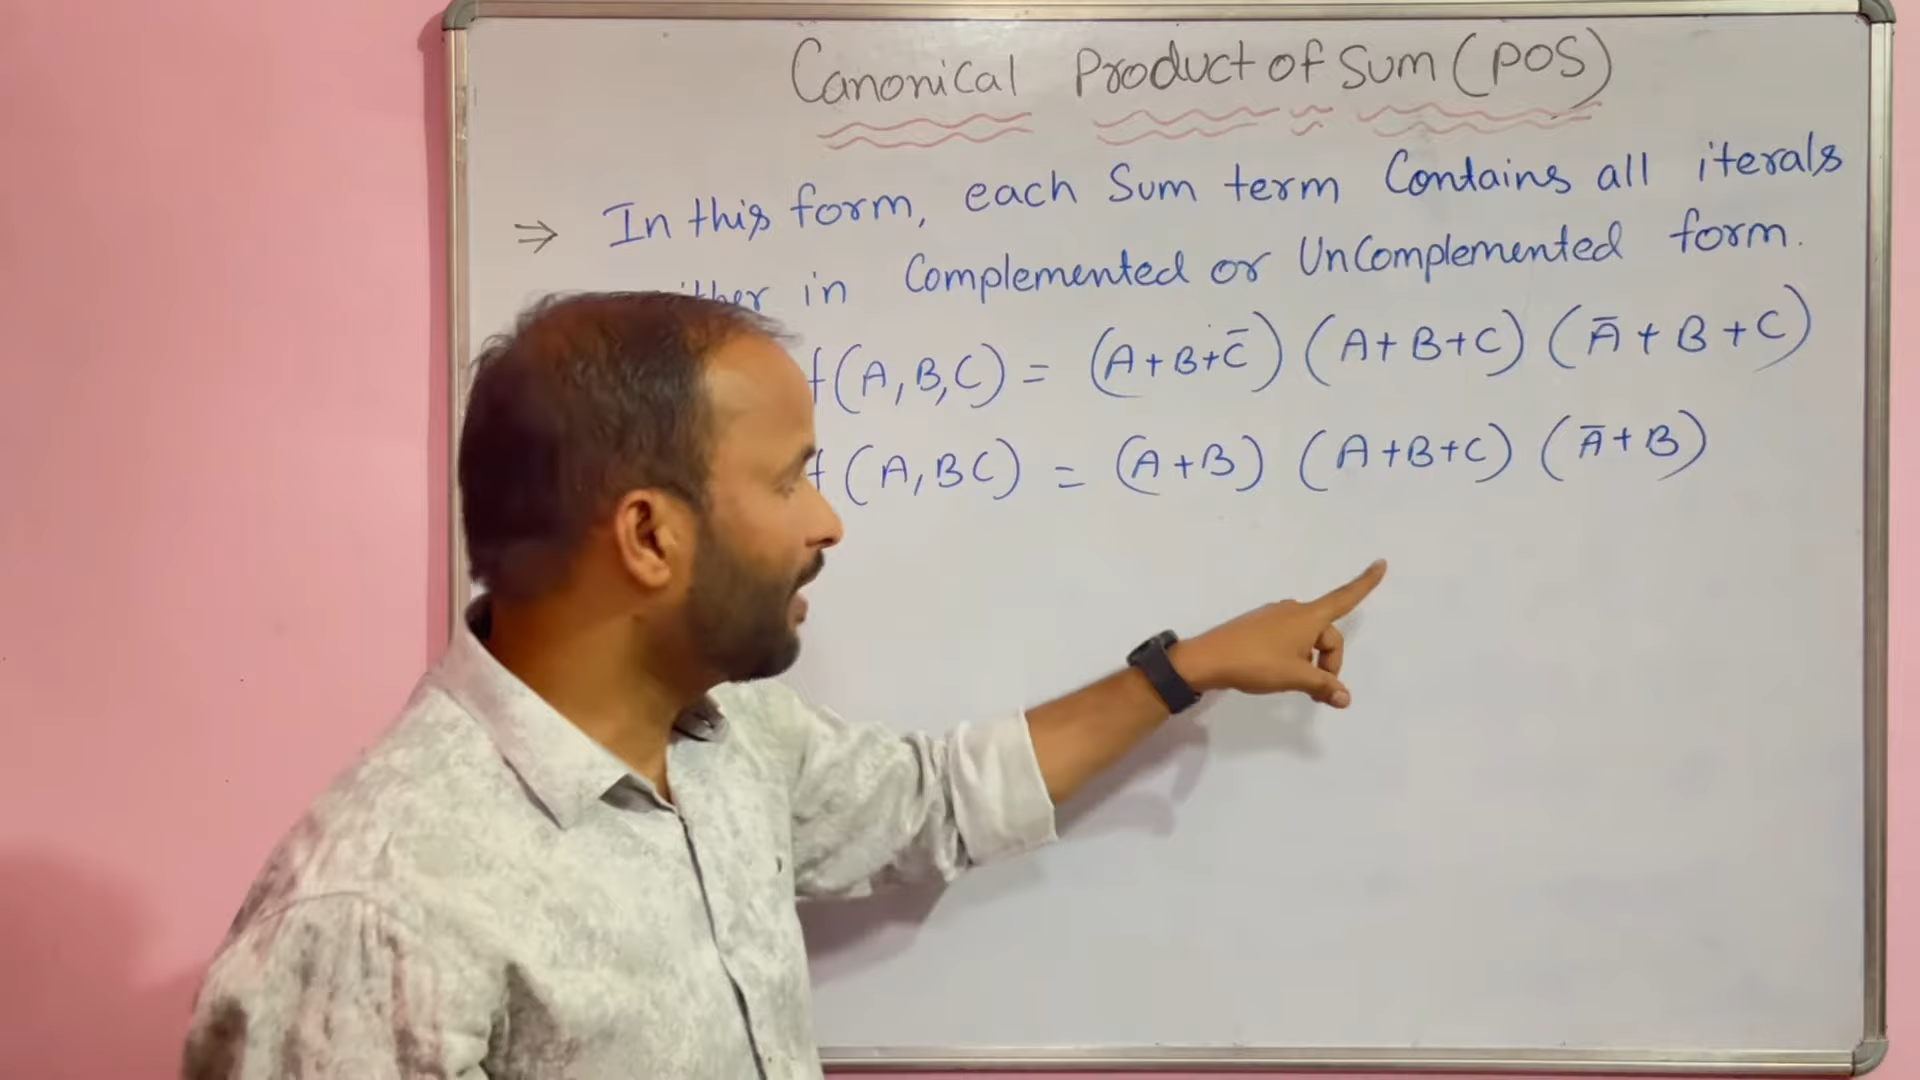 Canonical Product of Sum (POS)
⇒ In this form, each Sum term Contains all iterals
in Complemented or UnComplemented form.
f(A,B,C) = (A+B+C̅) (A+B+C) (A̅+B+C)
f(A,BC) = (A+B) (A+B+C) (A̅+B)